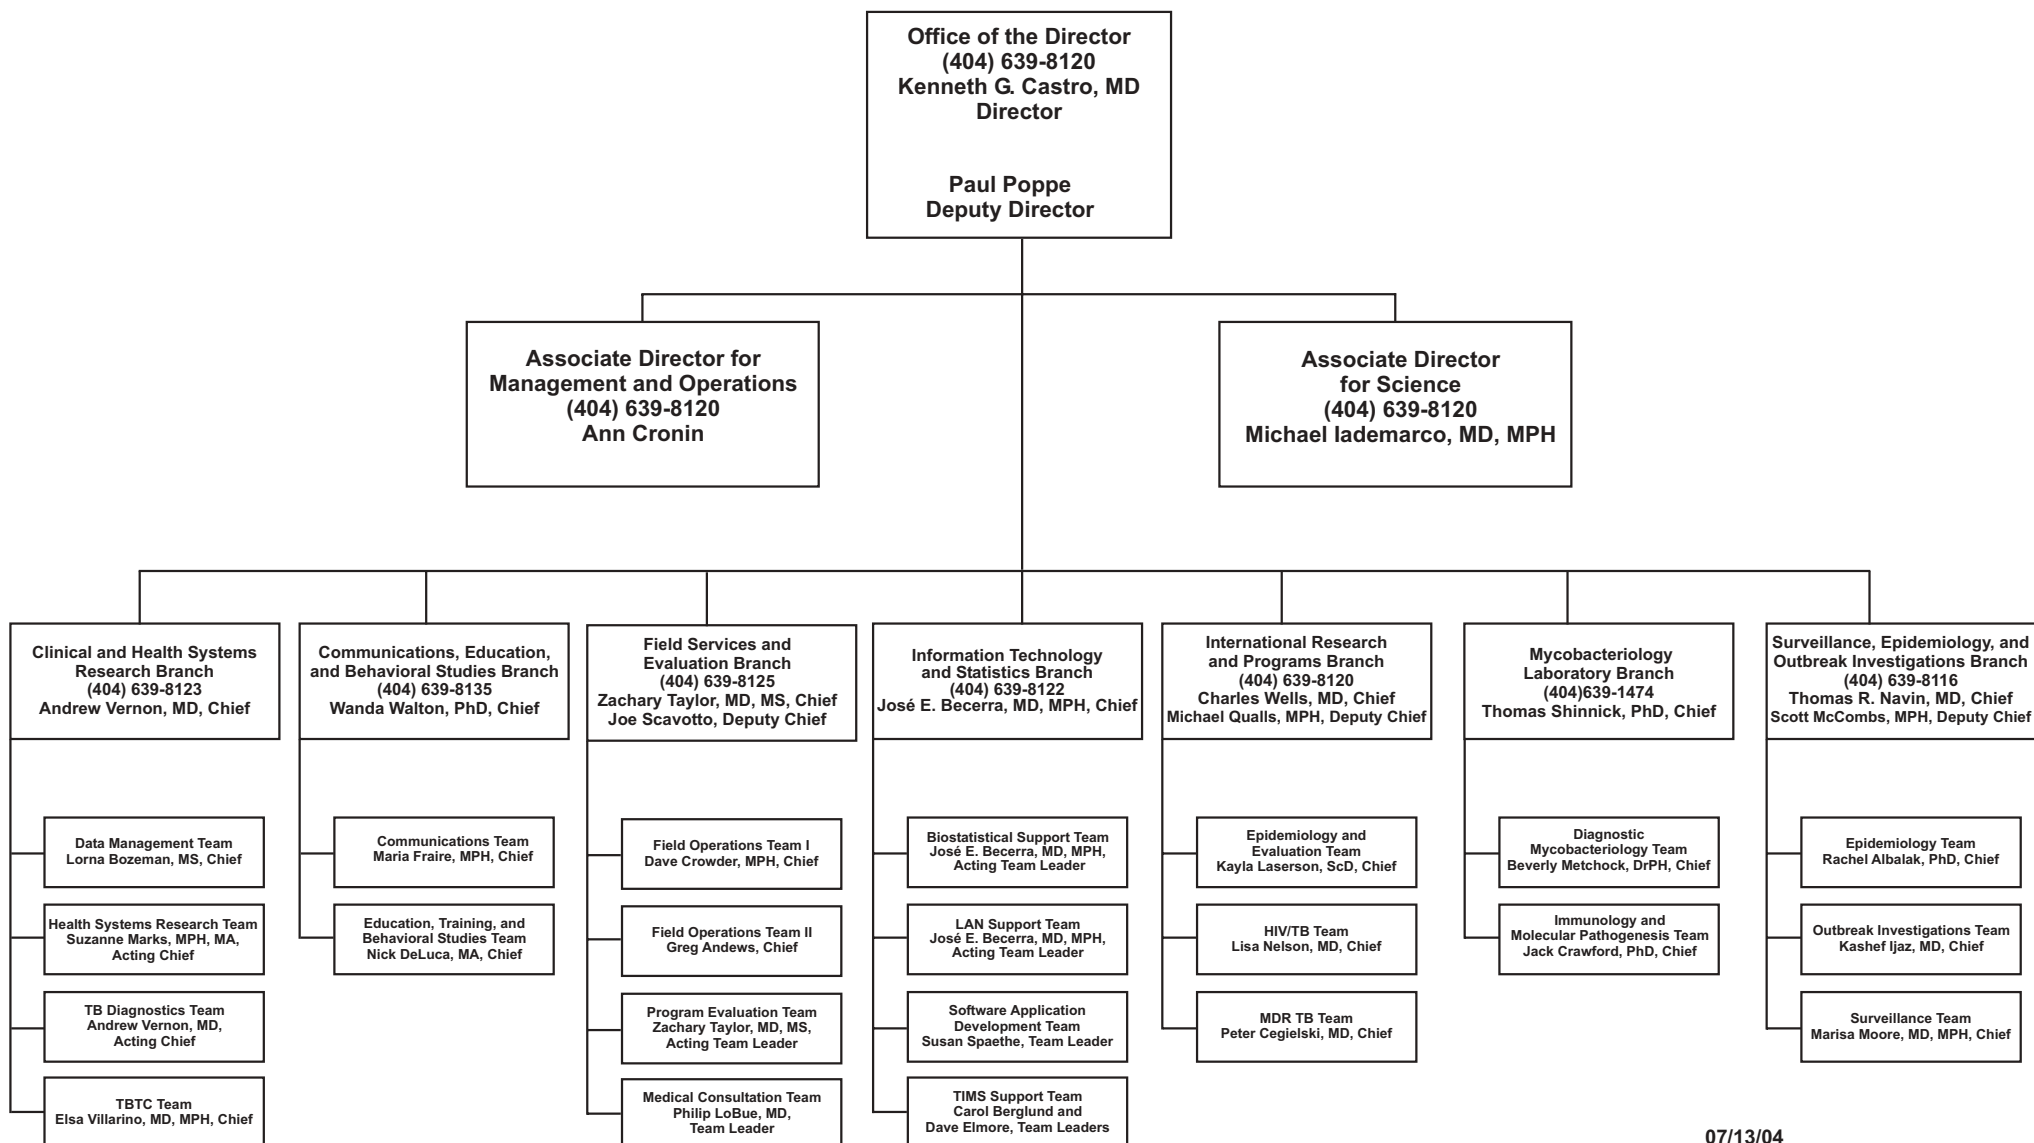 Office of the Director
(404) 639-8120
Kenneth G. Castro, MD
Director
Paul Poppe
Deputy Director
Associate Director for
Management and Operations
(404) 639-8120
Ann Cronin
Associate Director
for Science
(404) 639-8120
Michael Iademarco, MD, MPH
Clinical and Health Systems
Research Branch
(404) 639-8123
Andrew Vernon, MD, Chief
Data Management Team
Lorna Bozeman, MS, Chief
Health Systems Research Team
Suzanne Marks, MPH, MA,
Acting Chief
TB Diagnostics Team
Andrew Vernon, MD,
Acting Chief
TBTC Team
Elsa Villarino, MD, MPH, Chief
Communications, Education,
and Behavioral Studies Branch
(404) 639-8135
Wanda Walton, PhD, Chief
Communications Team
Maria Fraire, MPH, Chief
Education, Training, and
Behavioral Studies Team
Nick DeLuca, MA, Chief
Field Services and
Evaluation Branch
(404) 639-8125
Zachary Taylor, MD, MS, Chief
Joe Scavotto, Deputy Chief
Field Operations Team I
Dave Crowder, MPH, Chief
Field Operations Team II
Greg Andews, Chief
Program Evaluation Team
Zachary Taylor, MD, MS,
Acting Team Leader
Medical Consultation Team
Philip LoBue, MD,
Team Leader
Information Technology
and Statistics Branch
(404) 639-8122
José E. Becerra, MD, MPH, Chief
Biostatistical Support Team
José E. Becerra, MD, MPH,
Acting Team Leader
LAN Support Team
José E. Becerra, MD, MPH,
Acting Team Leader
Software Application
Development Team
Susan Spaethe, Team Leader
TIMS Support Team
Carol Berglund and
Dave Elmore, Team Leaders
International Research
and Programs Branch
(404) 639-8120
Charles Wells, MD, Chief
Michael Qualls, MPH, Deputy Chief
Epidemiology and
Evaluation Team
Kayla Laserson, ScD, Chief
HIV/TB Team
Lisa Nelson, MD, Chief
MDR TB Team
Peter Cegielski, MD, Chief
Mycobacteriology
Laboratory Branch
(404)639-1474
Thomas Shinnick, PhD, Chief
Diagnostic
Mycobacteriology Team
Beverly Metchock, DrPH, Chief
Immunology and
Molecular Pathogenesis Team
Jack Crawford, PhD, Chief
Surveillance, Epidemiology, and
Outbreak Investigations Branch
(404) 639-8116
Thomas R. Navin, MD, Chief
Scott McCombs, MPH, Deputy Chief
Epidemiology Team
Rachel Albalak, PhD, Chief
Outbreak Investigations Team
Kashef Ijaz, MD, Chief
Surveillance Team
Marisa Moore, MD, MPH, Chief
07/13/04